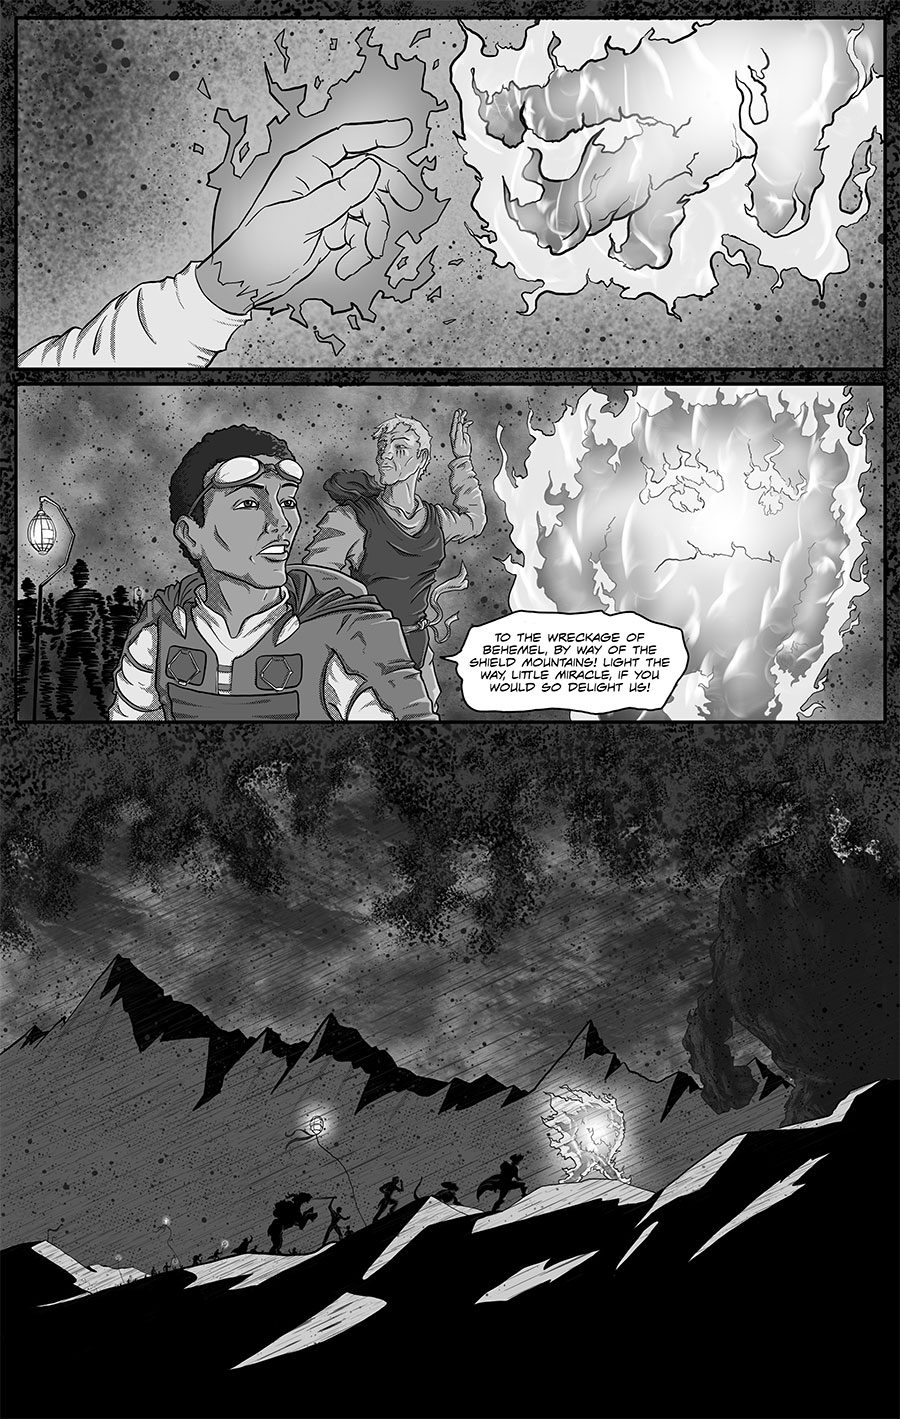 TO THE WRECKAGE OF
BEHEMEL, BY WAY OF THE
SHIELD MOUNTAINS! LIGHT THE
WAY, LITTLE MIRACLE, IF YOU
WOULD SO DELIGHT US!